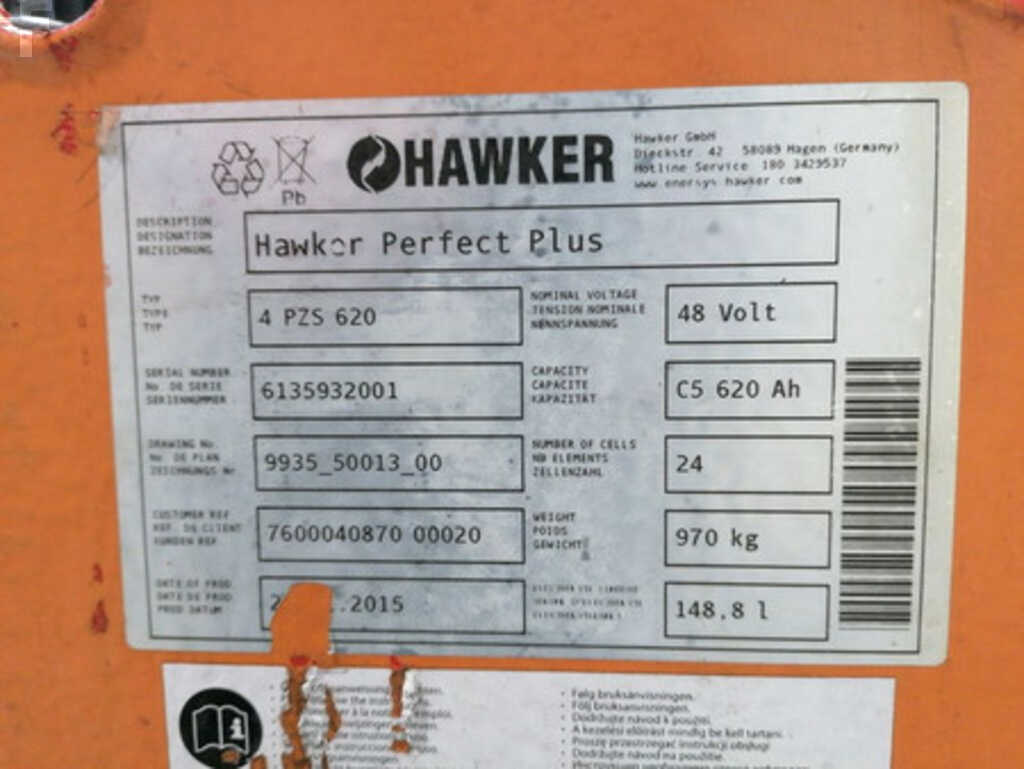 HAWKER
Hawker GmbH
Dieckstr. 42 58089 Hagen (Germany)
Hotline Service 180 3429537
www enersys hawker com
Pb
DESCRIPTION
DESIGNATION
BEZEICHNUNG
Hawker Perfect Plus
TYP
TYPE
TYP
4 PZS 620
NOMINAL VOLTAGE
TENSION NOMINALE
NENNSPANNUNG
48 Volt
SERIAL NUMBER
No DE SERIE
SERIENNUMMER
6135932001
CAPACITY
CAPACITE
KAPAZITÄT
C5 620 Ah
DRAWING No.
No. DE PLAN
ZEICHNUNGS Nr
9935_50013_00
NUMBER OF CELLS
NB ELEMENTS
ZELLENZAHL
24
CUSTOMER REF
REF. DU CLIENT
KUNDEN REF
7600040870 00020
WEIGHT
POIDS
GEWICHT
970 kg
DATE OF PROD
DATE DE PROD
PROD DATUM
.2015
148.8 l
the
à la
· Følg bruksanvisningen.
· Följ bruksanvisningen.
· Dodržujte návod k použití.
· A kezelési előírást mindig be kell tartani.
· Proszę przestrzegać instrukcji obsługi
· Dodržujte návod na použitie.